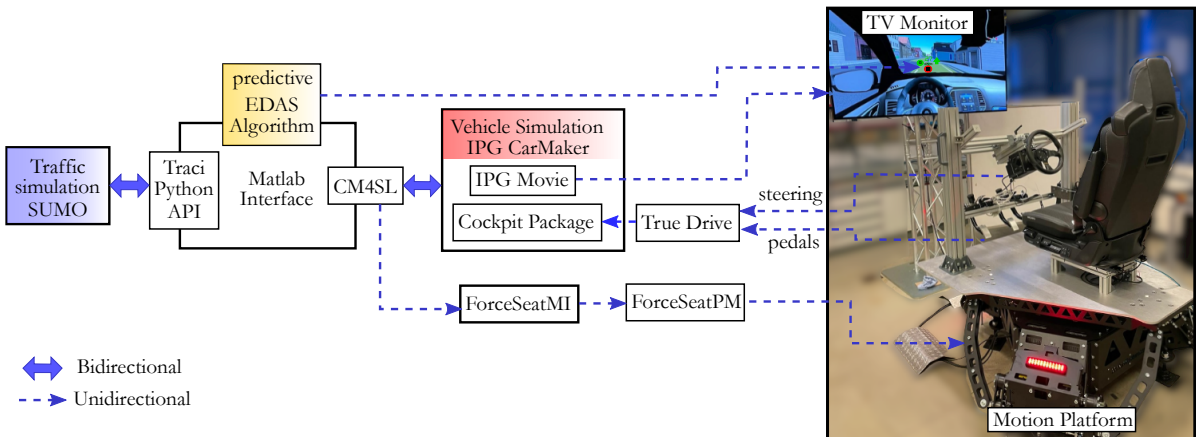 TV Monitor
predictive
EDAS
Algorithm
Vehicle Simulation
IPG CarMaker
Traffic
simulation
SUMO
Traci
Python
API
Matlab
Interface
CM4SL
IPG Movie
Cockpit Package
True Drive
steering
pedals
ForceSeatMI
ForceSeatPM
Bidirectional
Unidirectional
Motion Platform